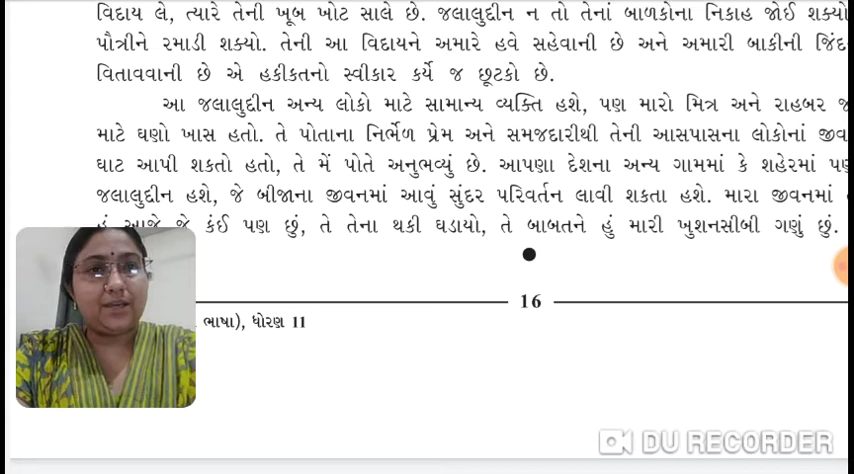 વિદાય લે, ત્યારે તેની ખૂબ ખોટ સાલે છે. જલાલુદ્દીન ન તો તેનાં બાળકોના નિકાહ જોઈ શક્યો
પૌત્રીને રમાડી શક્યો. તેની આ વિદાયને અમારે હવે સહેવાની છે અને અમારી બાકીની જિંદ
વિતાવવાની છે એ હકીકતનો સ્વીકાર કર્યે જ છૂટકો છે.
આ જલાલુદ્દીન અન્ય લોકો માટે સામાન્ય વ્યક્તિ હશે, પણ મારો મિત્ર અને રાહબર જ
માટે ઘણો ખાસ હતો. તે પોતાના નિર્ભેળ પ્રેમ અને સમજદારીથી તેની આસપાસના લોકોનાં જીવ
ઘાટ આપી શકતો હતો, તે મેં પોતે અનુભવ્યું છે. આપણા દેશના અન્ય ગામમાં કે શહેરમાં પણ
જલાલુદ્દીન હશે, જે બીજાના જીવનમાં આવું સુંદર પરિવર્તન લાવી શકતા હશે. મારા જીવનમાં
હું આજે જે કંઈ પણ છું, તે તેના થકી ઘડાયો, તે બાબતને હું મારી ખુશનસીબી ગણું છું.
16
ભાષા), ધોરણ 11
DU RECORDER